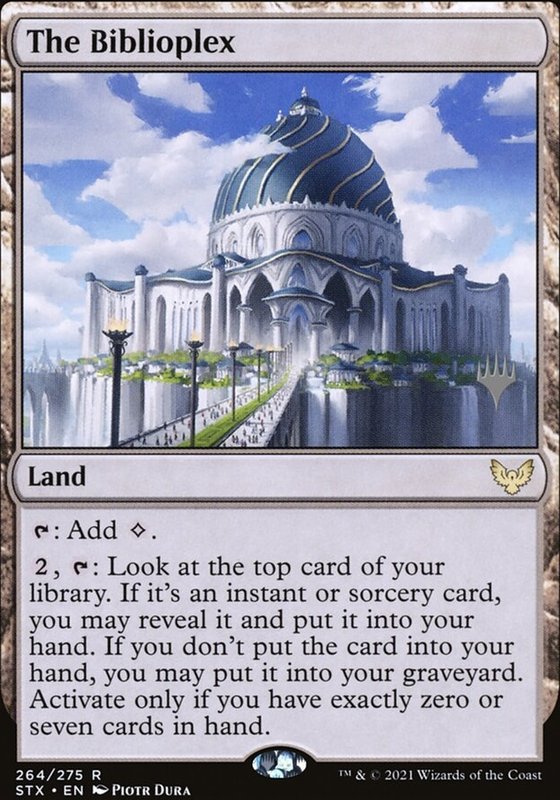 The Biblioplex
Land
: Add .
2, : Look at the top card of your
library. If it's an instant or sorcery card,
you may reveal it and put it into your
hand. If you don't put the card into your
hand, you may put it into your graveyard.
Activate only if you have exactly zero or
seven cards in hand.
264/275 R
STX • EN Piotr Dura
™ & © 2021 Wizards of the Coast